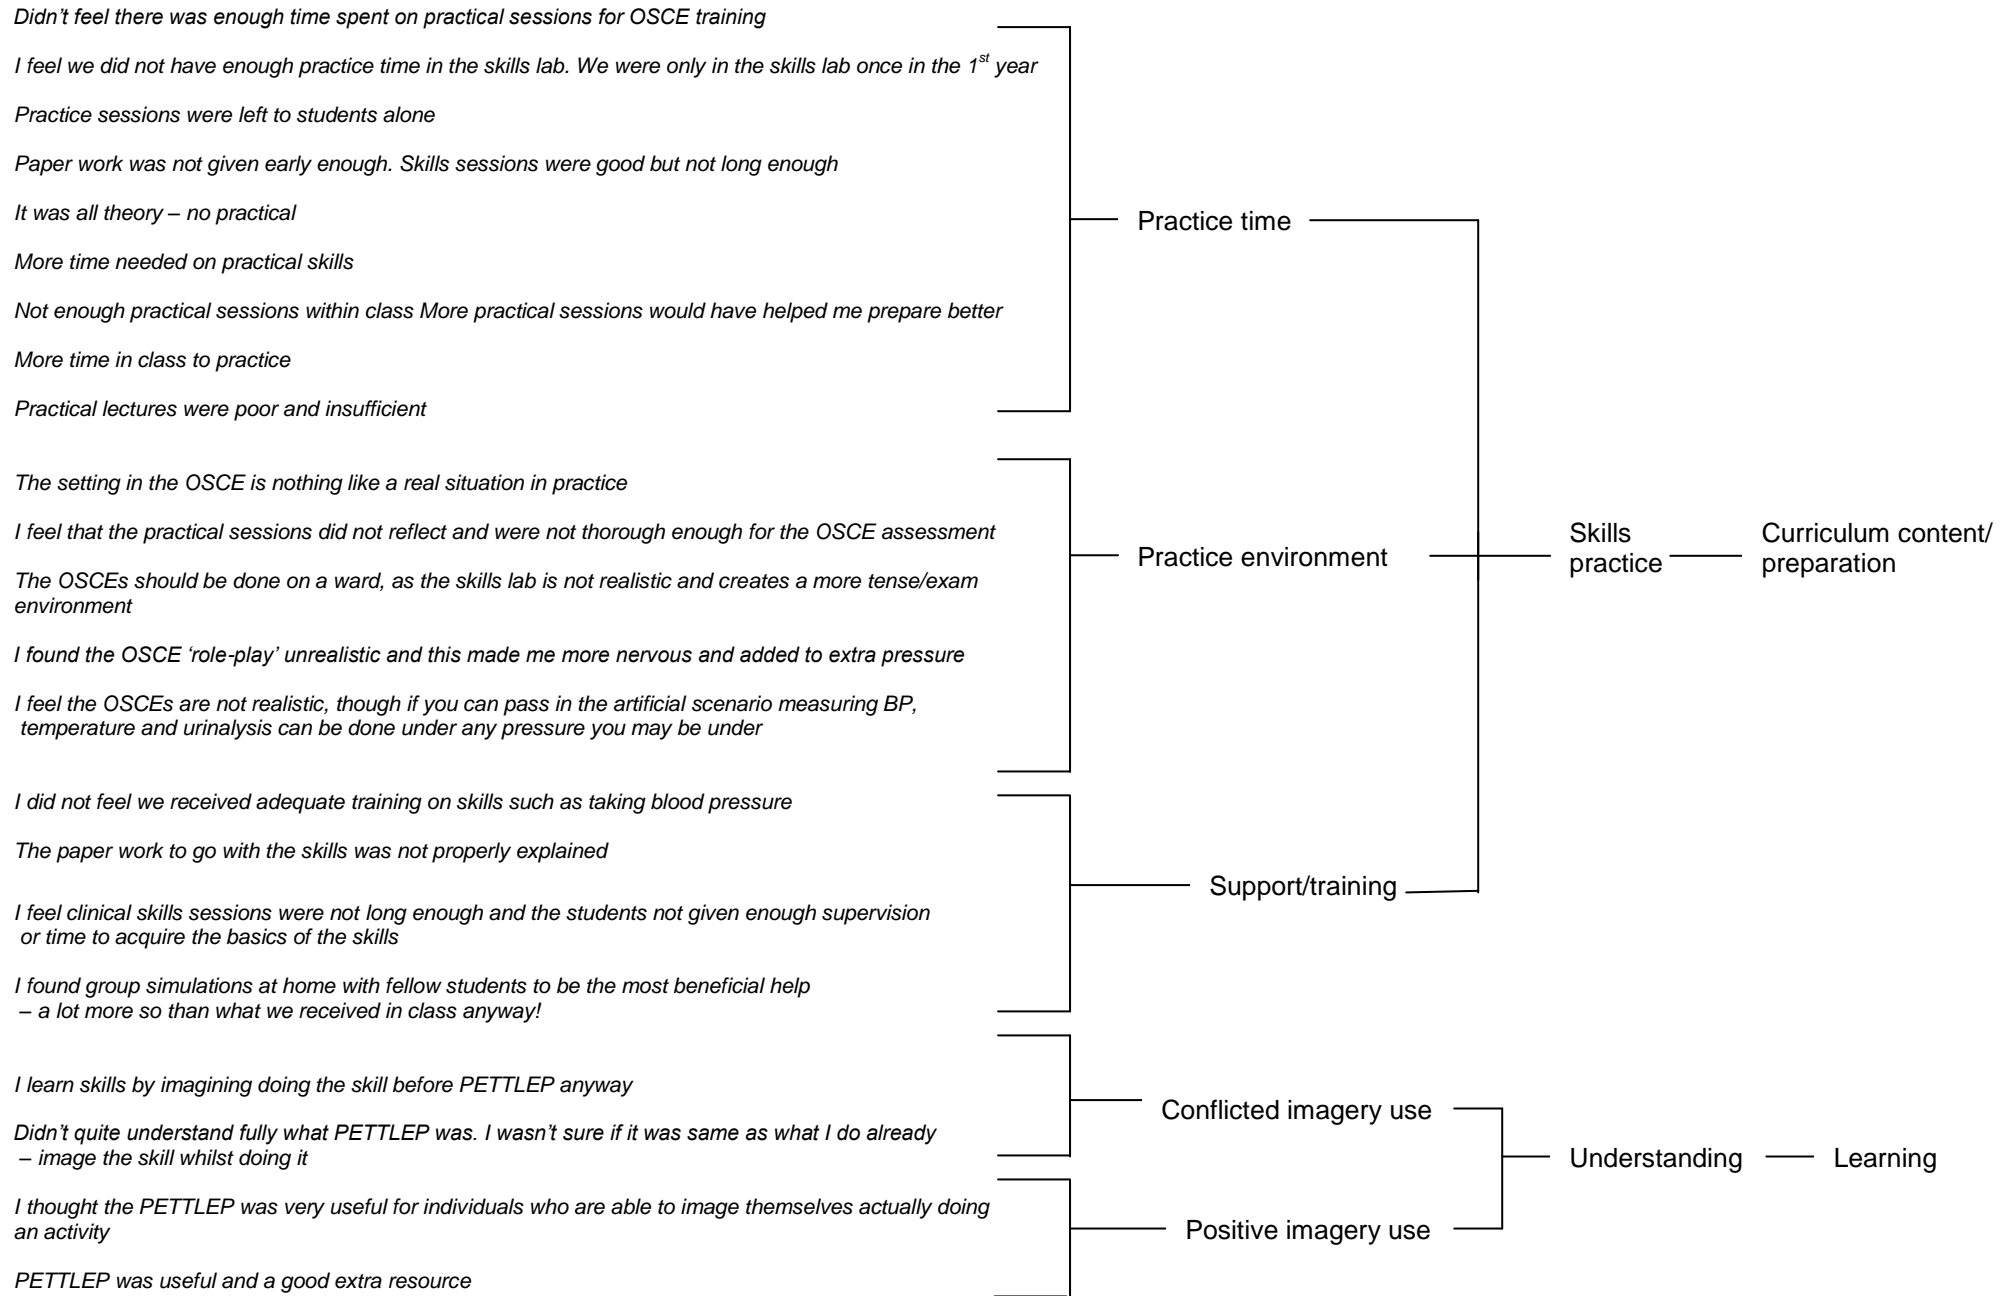 Didn’t feel there was enough time spent on practical sessions for OSCE training
I feel we did not have enough practice time in the skills lab. We were only in the skills lab once in the 1st year
Practice sessions were left to students alone
Paper work was not given early enough. Skills sessions were good but not long enough
It was all theory – no practical
More time needed on practical skills
Not enough practical sessions within class More practical sessions would have helped me prepare better
More time in class to practice
Practical lectures were poor and insufficient
Practice time
The setting in the OSCE is nothing like a real situation in practice
I feel that the practical sessions did not reflect and were not thorough enough for the OSCE assessment
The OSCEs should be done on a ward, as the skills lab is not realistic and creates a more tense/exam
environment
I found the OSCE ‘role-play’ unrealistic and this made me more nervous and added to extra pressure
I feel the OSCEs are not realistic, though if you can pass in the artificial scenario measuring BP,
temperature and urinalysis can be done under any pressure you may be under
Practice environment
I did not feel we received adequate training on skills such as taking blood pressure
The paper work to go with the skills was not properly explained
I feel clinical skills sessions were not long enough and the students not given enough supervision
or time to acquire the basics of the skills
I found group simulations at home with fellow students to be the most beneficial help
– a lot more so than what we received in class anyway!
Support/training
Skills
practice
Curriculum content/
preparation
I learn skills by imagining doing the skill before PETTLEP anyway
Didn’t quite understand fully what PETTLEP was. I wasn’t sure if it was same as what I do already
– image the skill whilst doing it
Conflicted imagery use
I thought the PETTLEP was very useful for individuals who are able to image themselves actually doing
an activity
PETTLEP was useful and a good extra resource
Positive imagery use
Understanding
Learning